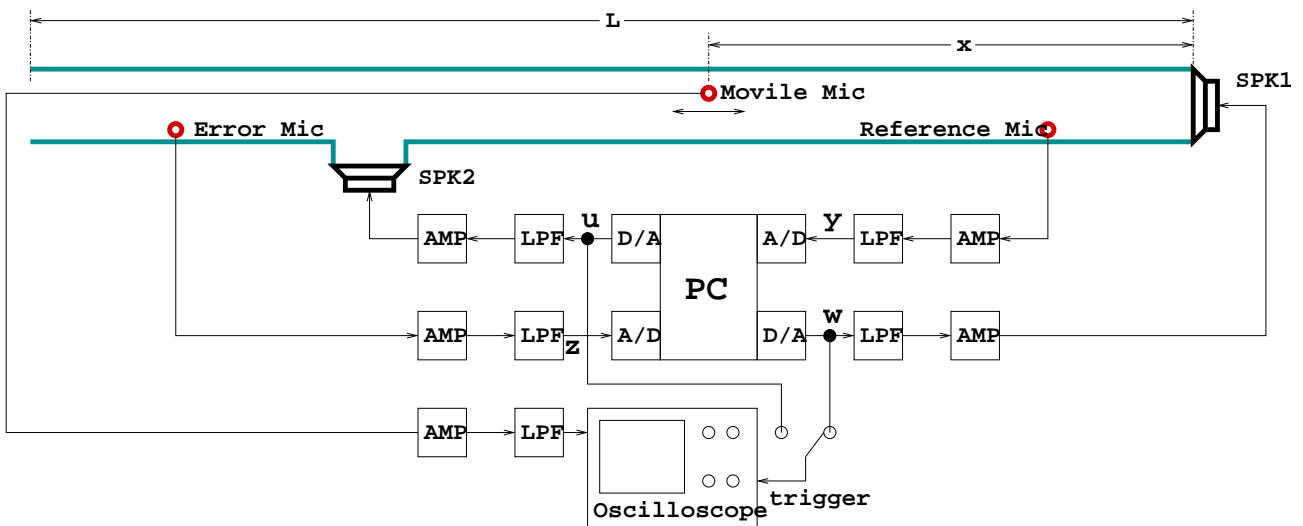 L
x
SPK1
Movile Mic
Error Mic
Reference Mic
SPK2
u
y
AMP
LPF
D/A
A/D
LPF
AMP
PC
w
AMP
LPF
z
A/D
D/A
LPF
AMP
AMP
LPF
trigger
Oscilloscope